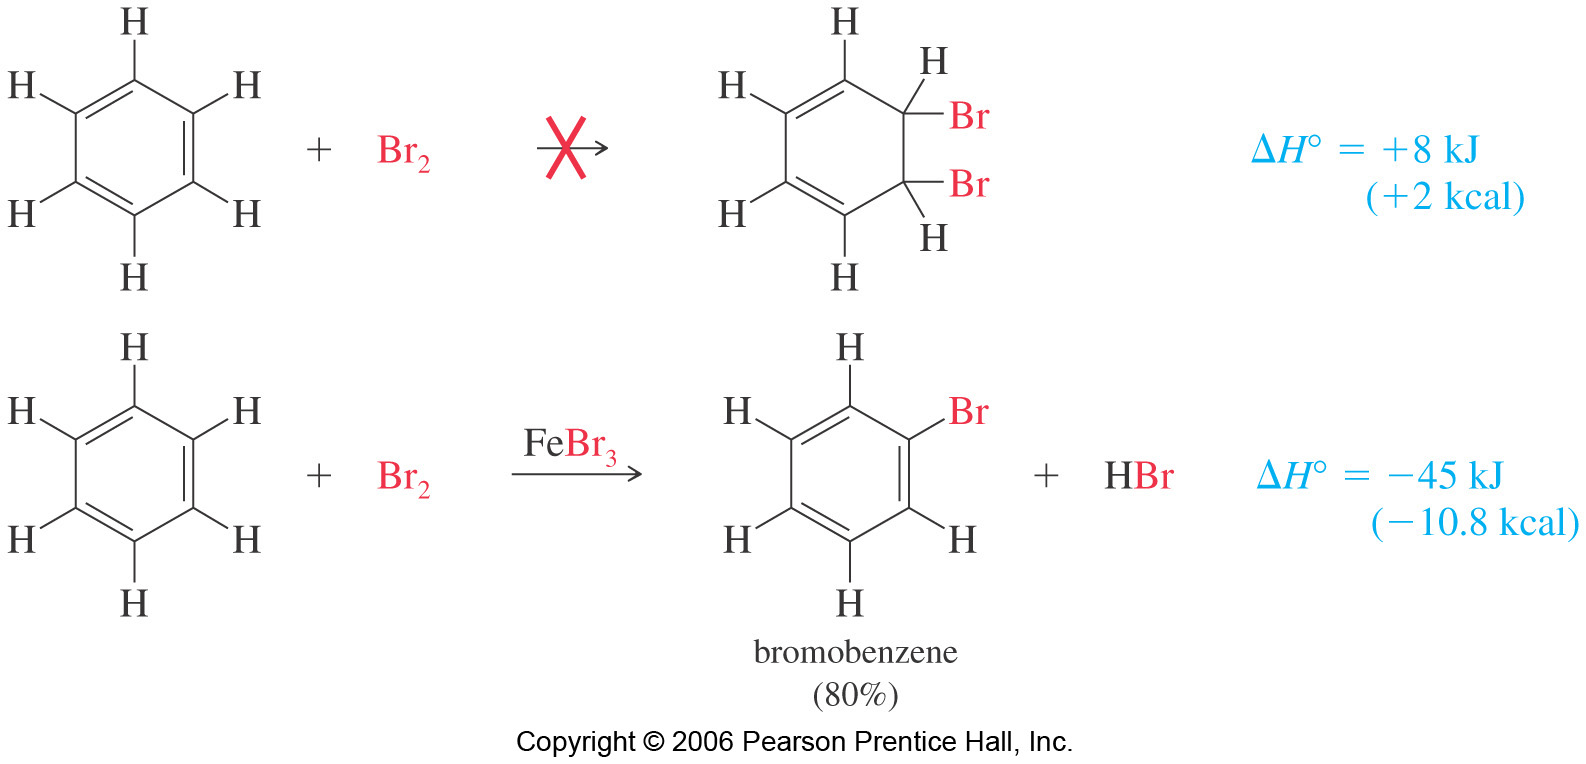 H
H H
H H
H
+ Br2
H
H H
Br
Br
H H
H
ΔH° = +8 kJ
(+2 kcal)
H
H H
H H
H
+ Br2
FeBr3
H
H Br
H H
H
+ HBr
ΔH° = −45 kJ
(−10.8 kcal)
bromobenzene
(80%)
Copyright © 2006 Pearson Prentice Hall, Inc.